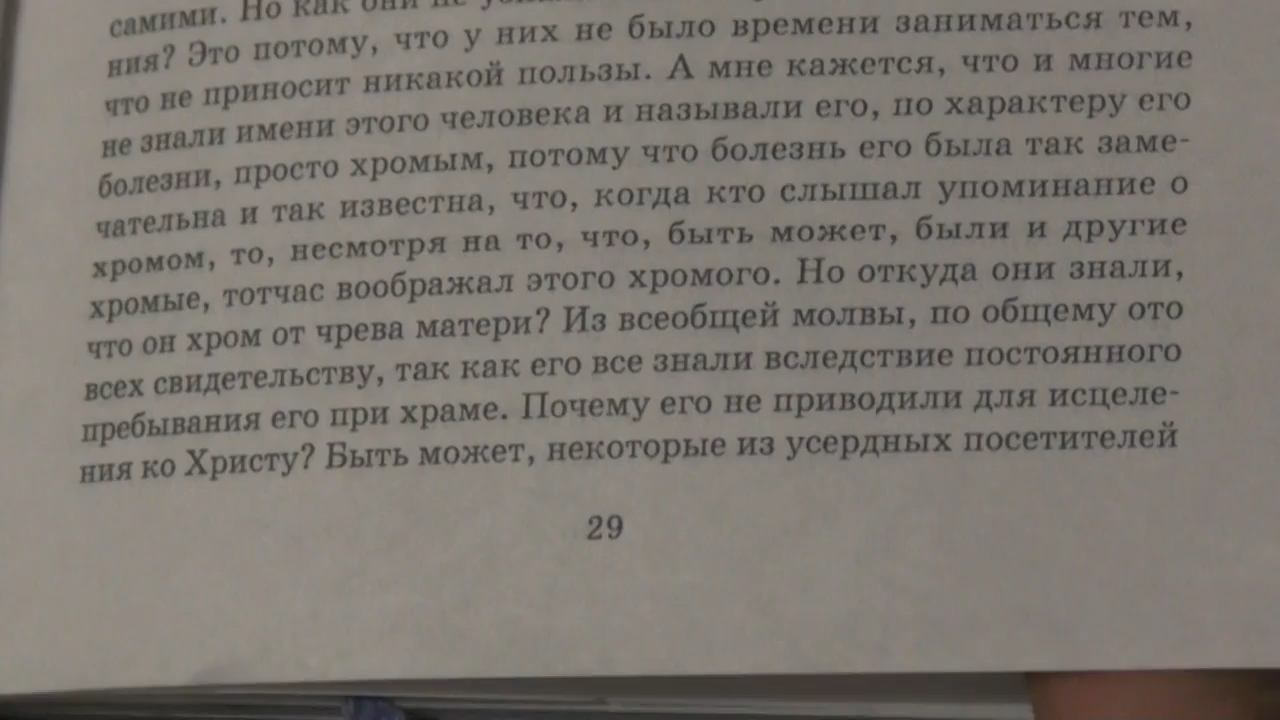 самими. Но как они не
ния? Это потому, что у них не было времени заниматься тем,
что не приносит никакой пользы. А мне кажется, что и многие
не знали имени этого человека и называли его, по характеру его
болезни, просто хромым, потому что болезнь его была так заме-
чательна и так известна, что, когда кто слышал упоминание о
хромом, то, несмотря на то, что, быть может, были и другие
хромые, тотчас воображал этого хромого. Но откуда они знали,
что он хром от чрева матери? Из всеобщей молвы, по общему ото
всех свидетельству, так как его все знали вследствие постоянного
пребывания его при храме. Почему его не приводили для исцеле-
ния ко Христу? Быть может, некоторые из усердных посетителей
29